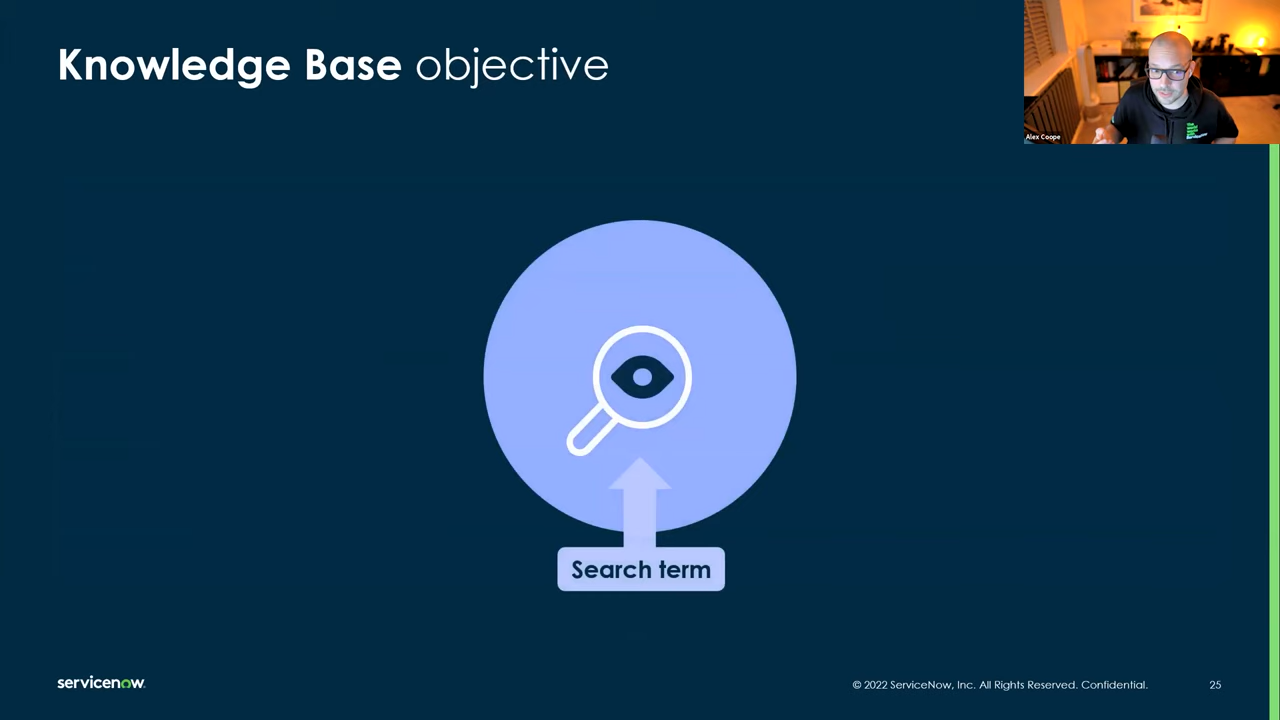 Knowledge Base objective
Alex Coope
Search term
servicenow.
© 2022 ServiceNow, Inc. All Rights Reserved. Confidential.
25